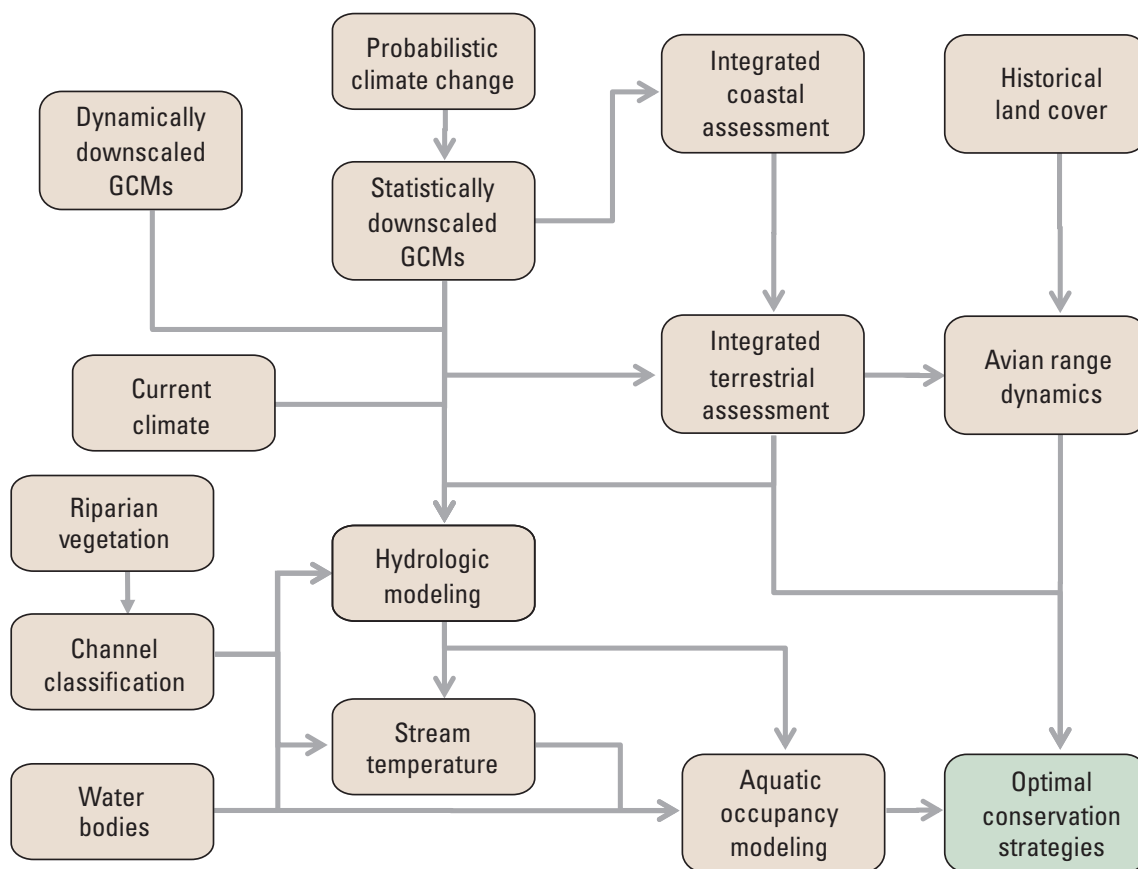 Probabilistic
climate change
Integrated
coastal
assessment
Historical
land cover
Dynamically
downscaled
GCMs
Statistically
downscaled
GCMs
Integrated
terrestrial
assessment
Avian range
dynamics
Current
climate
Riparian
vegetation
Hydrologic
modeling
Channel
classification
Stream
temperature
Water
bodies
Aquatic
occupancy
modeling
Optimal
conservation
strategies